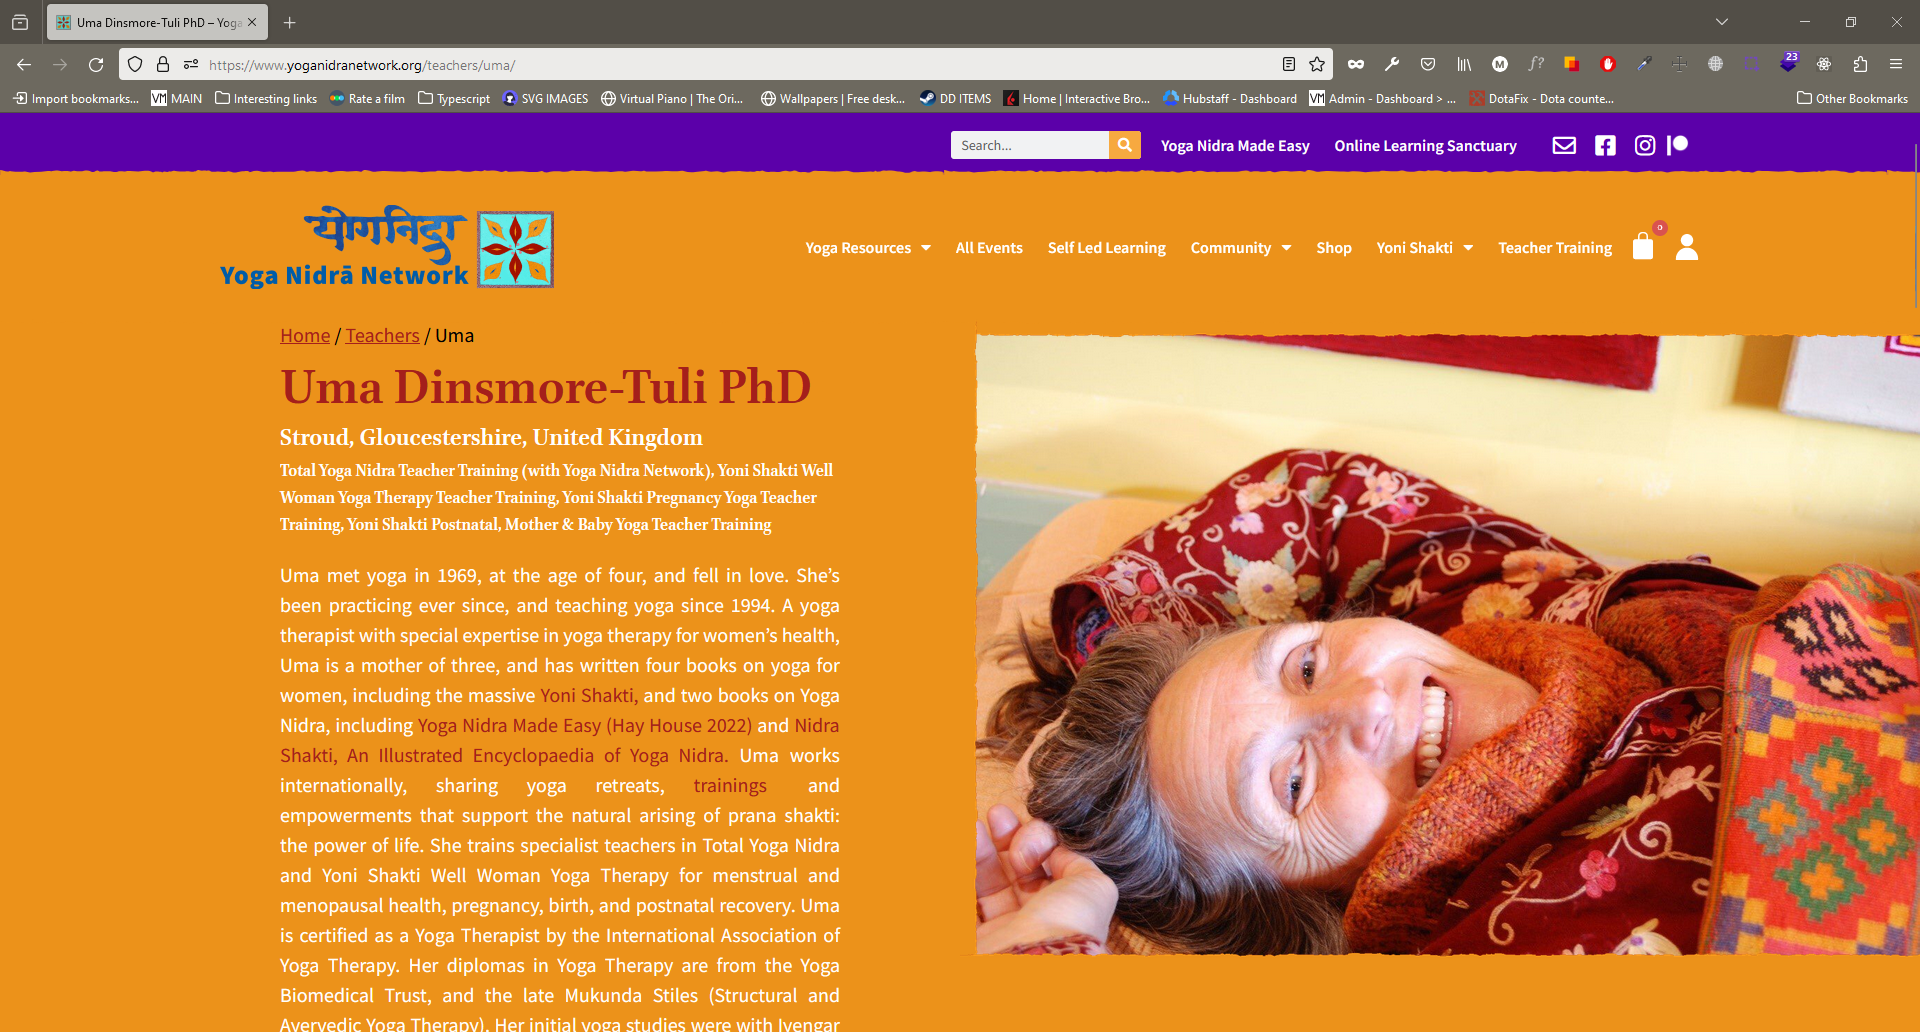 Uma Dinsmore-Tuli PhD – Yoga
https://www.yoganidranetwork.org/teachers/uma/
23
Import bookmarks...
MAIN
Interesting links
Rate a film
Typescript
SVG IMAGES
Virtual Piano | The Ori...
Wallpapers | Free desk...
DD ITEMS
Home | Interactive Bro...
Hubstaff - Dashboard
Admin - Dashboard > ...
DotaFix - Dota counte...
Other Bookmarks
Search...
Yoga Nidra Made Easy
Online Learning Sanctuary
योगनिद्रा
Yoga Nidrā Network
Yoga Resources
All Events
Self Led Learning
Community
Shop
Yoni Shakti
Teacher Training
0
Home / Teachers / Uma
Uma Dinsmore-Tuli PhD
Stroud, Gloucestershire, United Kingdom
Total Yoga Nidra Teacher Training (with Yoga Nidra Network), Yoni Shakti Well
Woman Yoga Therapy Teacher Training, Yoni Shakti Pregnancy Yoga Teacher
Training, Yoni Shakti Postnatal, Mother & Baby Yoga Teacher Training
Uma met yoga in 1969, at the age of four, and fell in love. She’s
been practicing ever since, and teaching yoga since 1994. A yoga
therapist with special expertise in yoga therapy for women’s health,
Uma is a mother of three, and has written four books on yoga for
women, including the massive Yoni Shakti, and two books on Yoga
Nidra, including Yoga Nidra Made Easy (Hay House 2022) and Nidra
Shakti, An Illustrated Encyclopaedia of Yoga Nidra. Uma works
internationally, sharing yoga retreats, trainings and
empowerments that support the natural arising of prana shakti:
the power of life. She trains specialist teachers in Total Yoga Nidra
and Yoni Shakti Well Woman Yoga Therapy for menstrual and
menopausal health, pregnancy, birth, and postnatal recovery. Uma
is certified as a Yoga Therapist by the International Association of
Yoga Therapy. Her diplomas in Yoga Therapy are from the Yoga
Biomedical Trust, and the late Mukunda Stiles (Structural and
Ayervedic Yoga Therapy). Her initial yoga studies were with Iyengar